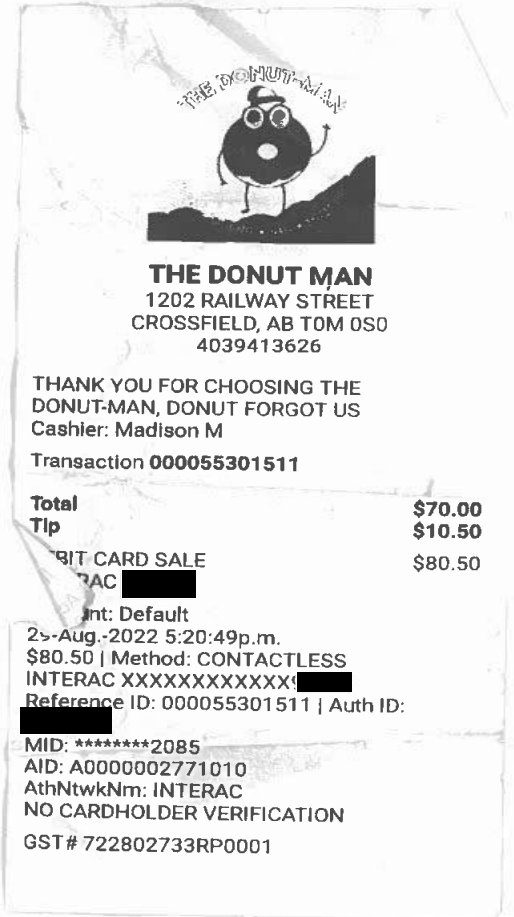 THE DONUT-MAN
THE DONUT MAN
1202 RAILWAY STREET
CROSSFIELD, AB T0M 0S0
4039413626
THANK YOU FOR CHOOSING THE
DONUT-MAN, DONUT FORGOT US
Cashier: Madison M
Transaction 000055301511
Total $70.00
Tip $10.50
BIT CARD SALE $80.50
AC
nt: Default
-Aug.-2022 5:20:49p.m.
$80.50 | Method: CONTACTLESS
INTERAC XXXXXXXXXXXXX
Reference ID: 000055301511 | Auth ID:
MID: ********2085
AID: A0000002771010
AthNtwkNm: INTERAC
NO CARDHOLDER VERIFICATION
GST# 722802733RP0001